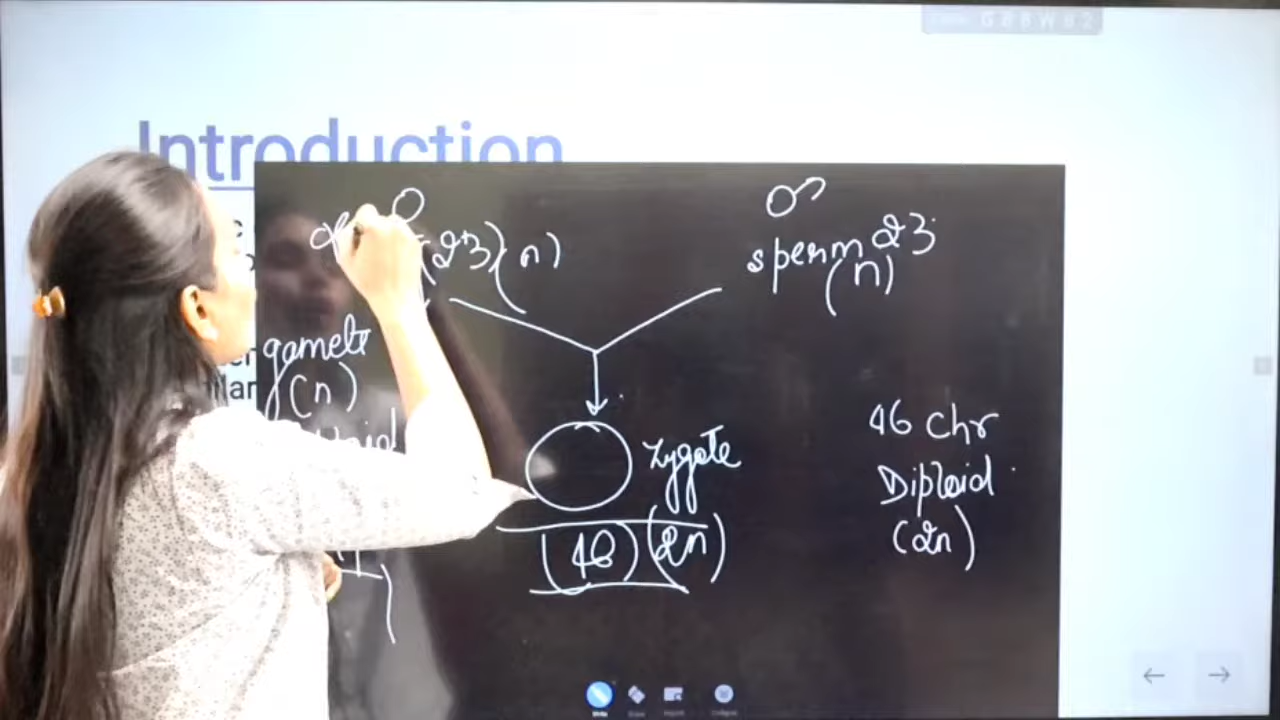 Introduction
(23)(n)
sperm 23
(n)
gamete
(n)
46 Chr
Zygote
Diploid
(46) (2n)
(2n)